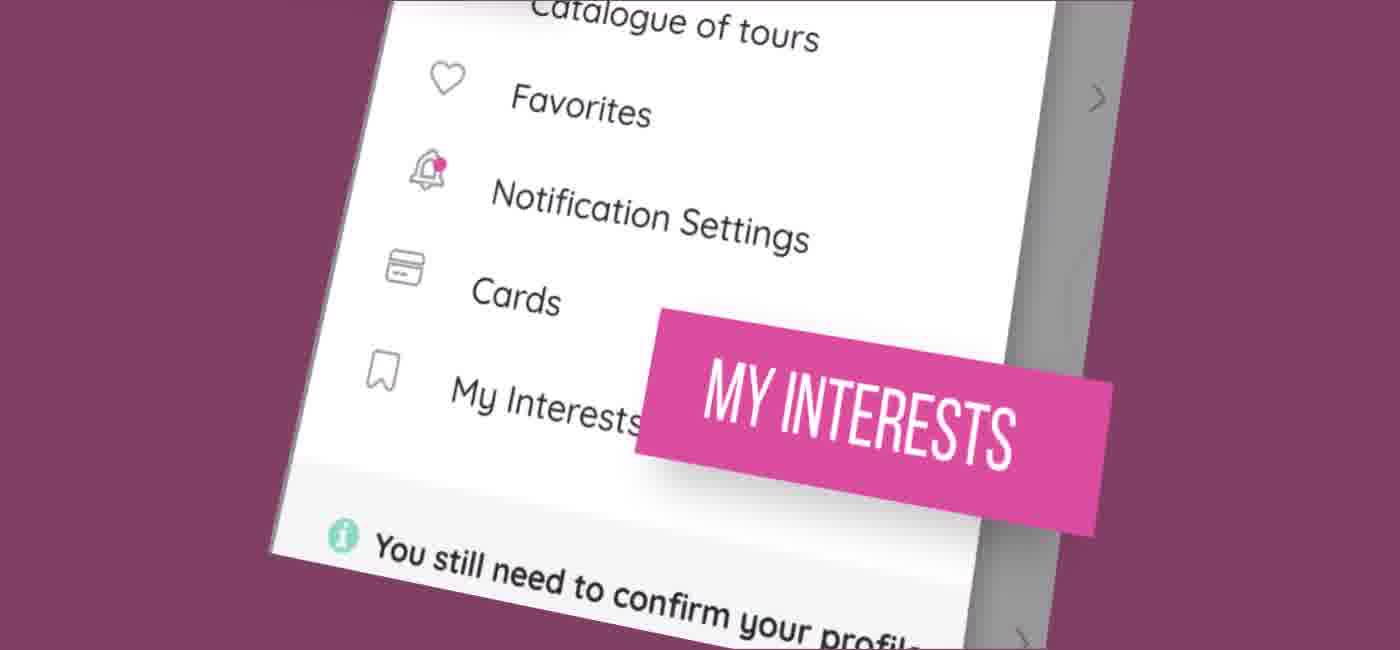 Catalogue of tours
Favorites
Notification Settings
Cards
My Interests
MY INTERESTS
You still need to confirm your profile